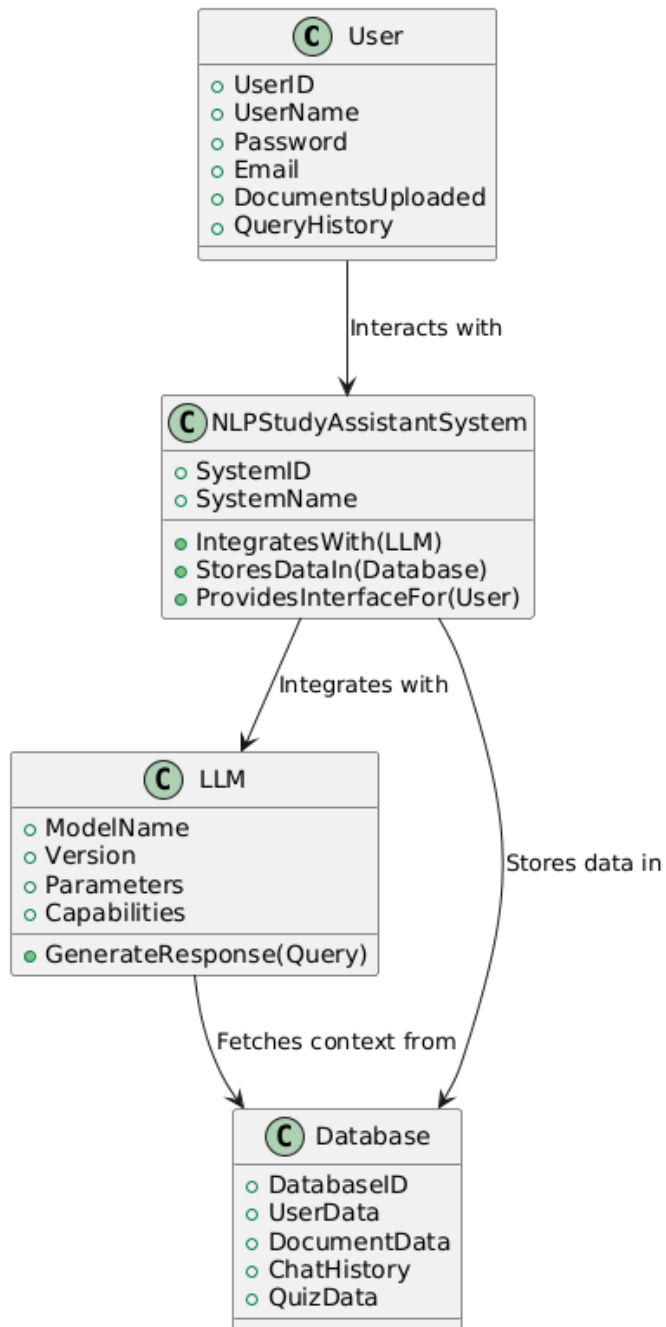 C User
UserID
UserName
Password
Email
DocumentsUploaded
QueryHistory
Interacts with
C NLPStudyAssistantSystem
SystemID
SystemName
IntegratesWith(LLM)
StoresDataIn(Database)
ProvidesInterfaceFor(User)
Integrates with
C LLM
ModelName
Version
Parameters
Capabilities
GenerateResponse(Query)
Stores data in
Fetches context from
C Database
DatabaseID
UserData
DocumentData
ChatHistory
QuizData